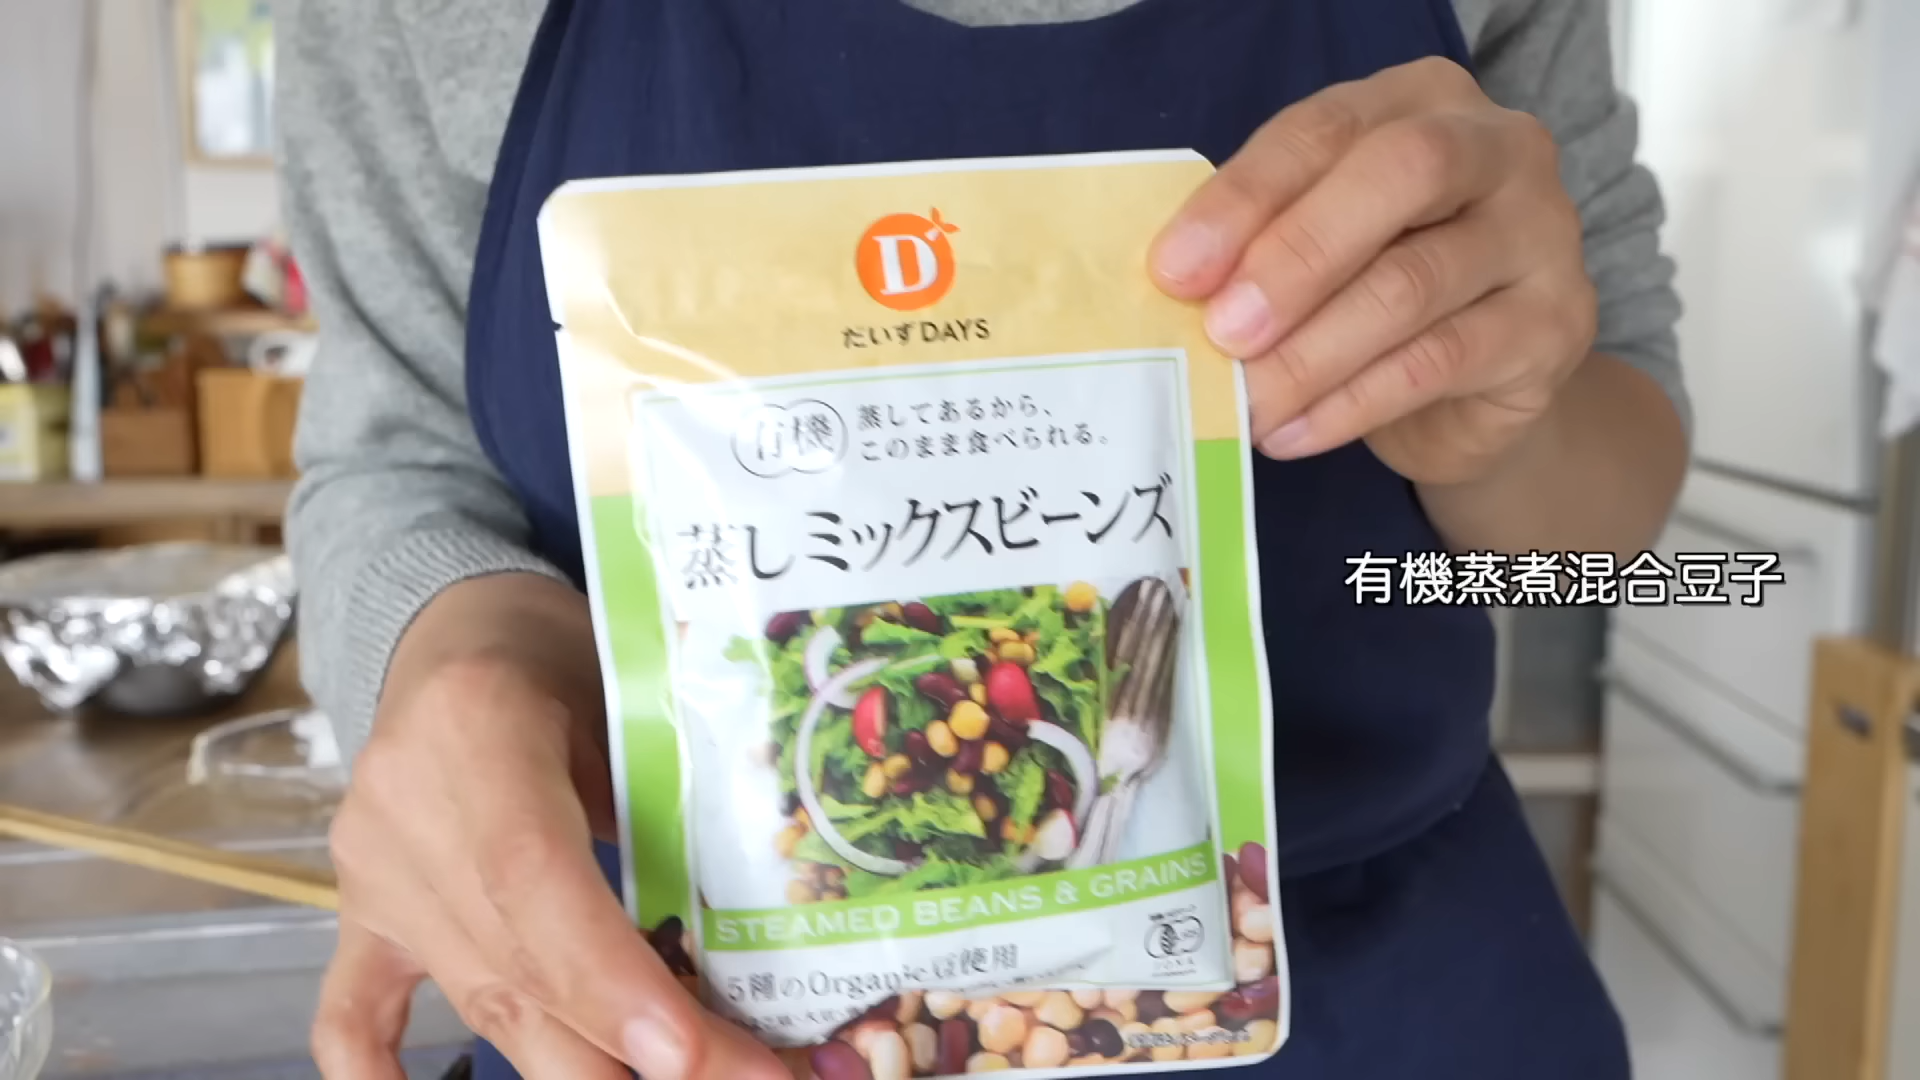 D
だいずDAYS
有機
蒸してあるから、
このまま食べられる。
蒸しミックスビーンズ
有機蒸煮混合豆子
STEAMED BEANS & GRAINS
5種のOrganic豆使用